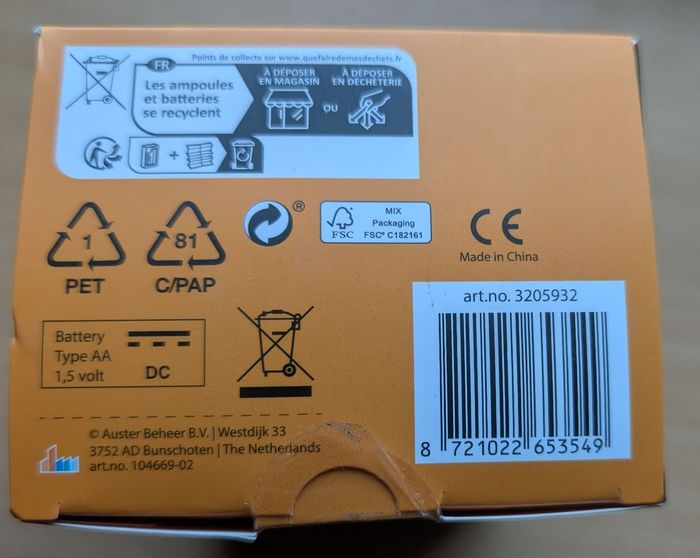 Points de collecte sur www.quefairedemesdechets.fr
FR
Les ampoules
et batteries
se recyclent
À DÉPOSER
EN MAGASIN
OU
À DÉPOSER
EN DÉCHÈTERIE
+
1
PET
81
C/PAP
®
FSC
MIX
Packaging
FSC® C182161
CE
Made in China
Battery
Type AA
1,5 volt
DC
art.no. 3205932
8 721022 653549
© Auster Beheer B.V. | Westdijk 33
3752 AD Bunschoten | The Netherlands
art.no. 104669-02